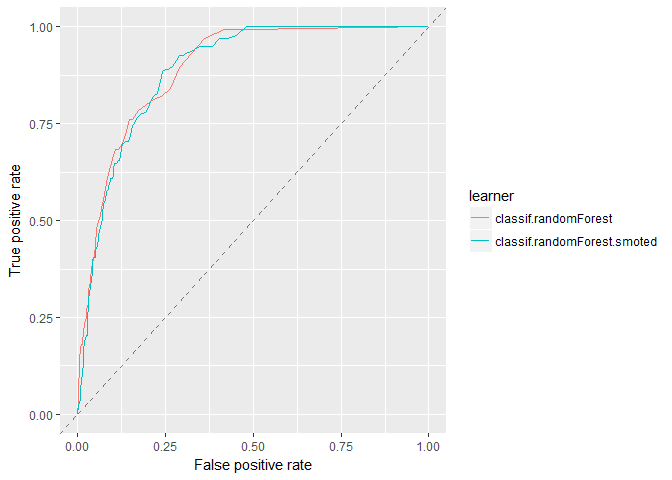 1.00
0.75
0.50
0.25
0.00
True positive rate
0.00 0.25 0.50 0.75 1.00
False positive rate
learner
classif.randomForest
classif.randomForest.smoted